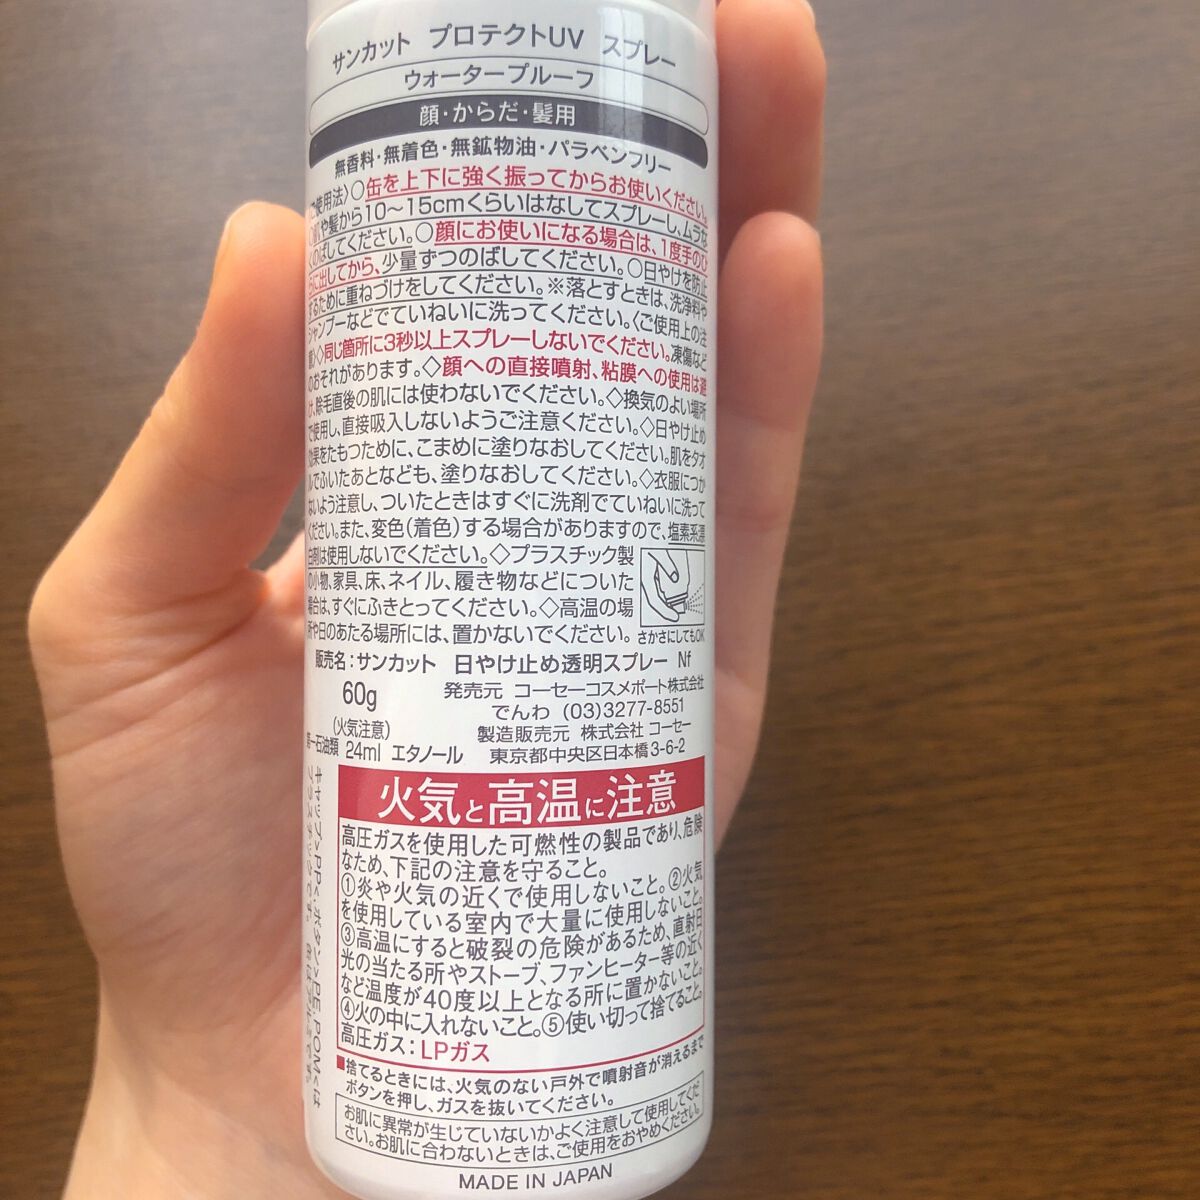 サンカット プロテクトUV スプレー
ウォータープルーフ
顔・からだ・髪用
無香料・無着色・無鉱物油・パラベンフリー
使用法〉○缶を上下に強く振ってからお使いください。
○肌や髪から10〜15cmくらいはなしてスプレーし、ムラな
くのばしてください。○顔にお使いになる場合は、1度手のひ
らに出してから、少量ずつのばしてください。○日やけを防止
するために重ねづけをしてください。※落とすときは、洗浄料や
シャンプーなどでていねいに洗ってください。〈ご使用上の注
意〉◇同じ箇所に3秒以上スプレーしないでください。凍傷など
のおそれがあります。◇顔への直接噴射、粘膜への使用は避
け、除毛直後の肌には使わないでください。◇換気のよい場所
で使用し、直接吸入しないようご注意ください。◇日やけ止め
効果をたもつために、こまめに塗りなおしてください。肌をタオ
ルでふいたあとなども、塗りなおしてください。◇衣服につか
ないよう注意し、ついたときはすぐに洗剤でていねいに洗って
ください。また、変色(着色)する場合がありますので、塩素系漂
白剤は使用しないでください。◇プラスチック製
の小物、家具、床、ネイル、履き物などについた
場合は、すぐにふきとってください。◇高温の場
所や日のあたる場所には、置かないでください。
さかさにしてもOK
販売名:サンカット 日やけ止め透明スプレー Nf
60g
発売元 コーセーコスメポート株式会社
でんわ (03)3277-8551
(火気注意)
製造販売元 株式会社 コーセー
第一石油類 24ml エタノール
東京都中央区日本橋3-6-2
火気と高温に注意
高圧ガスを使用した可燃性の製品であり、危険
なため、下記の注意を守ること。
①炎や火気の近くで使用しないこと。②火気
を使用している室内で大量に使用しないこと。
③高温にすると破裂の危険があるため、直射日
光の当たる所やストーブ、ファンヒーター等の近く
など温度が40度以上となる所に置かないこと。
④火の中に入れないこと。⑤使い切って捨てること。
高圧ガス:LPガス
■捨てるときには、火気のない戸外で噴射音が消えるまで
ボタンを押し、ガスを抜いてください。
お肌に異常が生じていないかよく注意して使用してくだ
さい。お肌に合わないときは、ご使用をおやめください。
MADE IN JAPAN
キャップ＞PP＜・ボタン＞PE,POM＜は
プラスチックです。